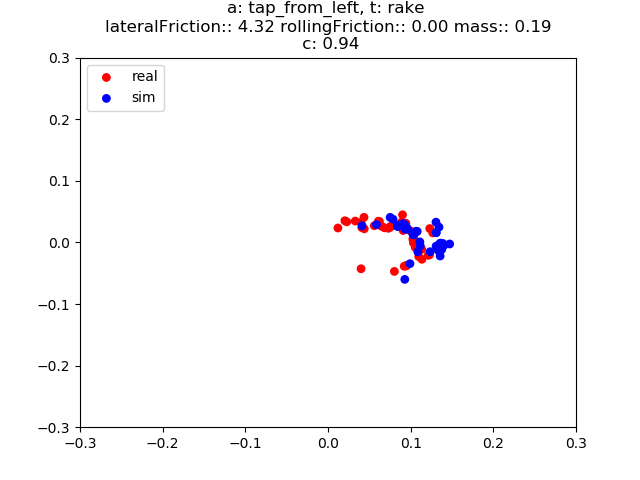 a: tap_from_left, t: rake
lateralFriction:: 4.32 rollingFriction:: 0.00 mass:: 0.19
c: 0.94
real
sim
0.3
0.2
0.1
0.0
−0.1
−0.2
−0.3
−0.3
−0.2
−0.1
0.0
0.1
0.2
0.3